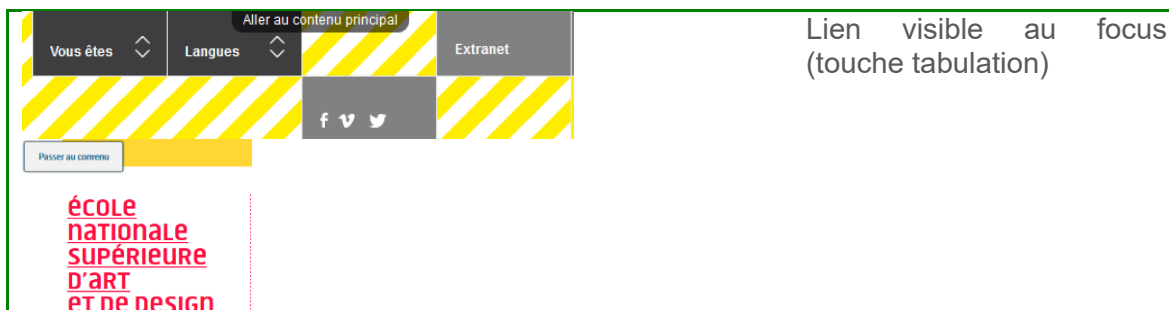 Aller au contenu principal
Vous êtes
Langues
Extranet
Passer au contenu
école
nationale
supérieure
d'art
et de design
Lien visible au focus
(touche tabulation)